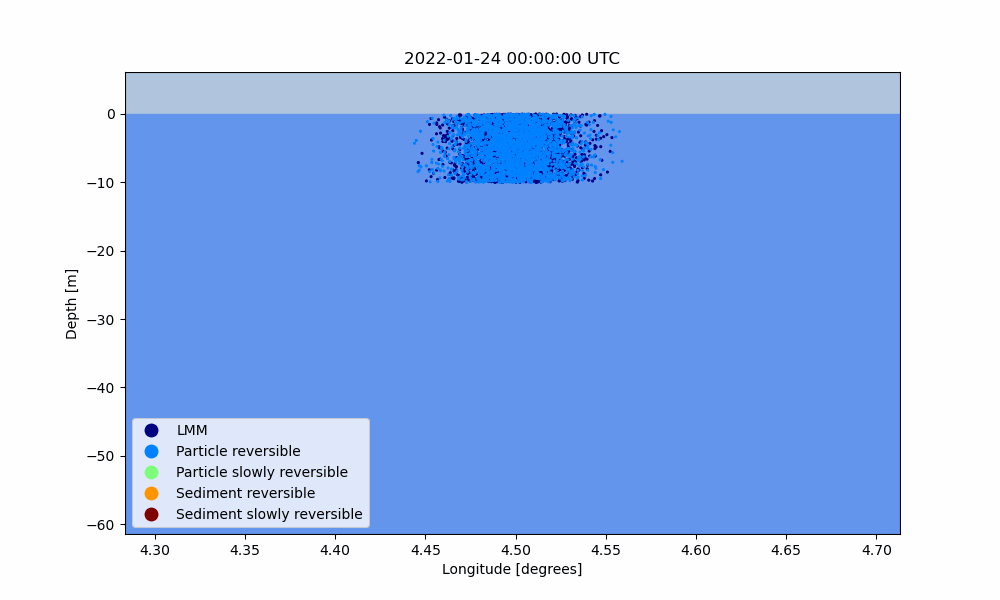 2022-01-24 00:00:00 UTC
0
−10
−20
−30
−40
−50
−60
Depth [m]
LMM
Particle reversible
Particle slowly reversible
Sediment reversible
Sediment slowly reversible
4.30 4.35 4.40 4.45 4.50 4.55 4.60 4.65 4.70
Longitude [degrees]